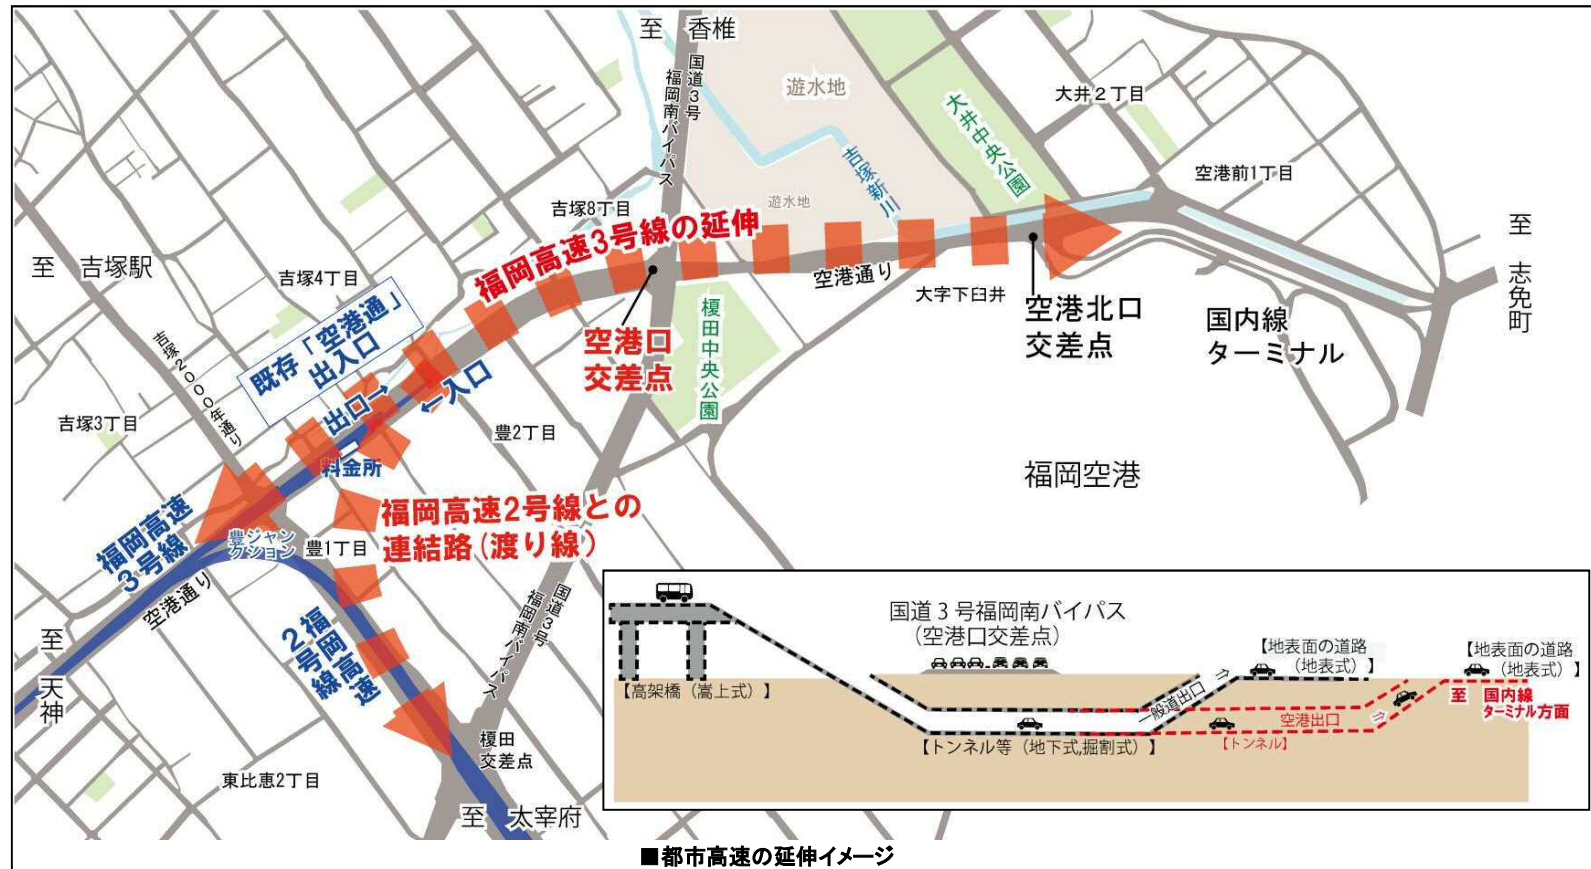 至 香椎
国道3号
福岡南バイパス
遊水地
大井中央公園
大井2丁目
空港前1丁目
吉塚新川
遊水地
吉塚8丁目
福岡高速3号線の延伸
至 吉塚駅
吉塚4丁目
空港通り
大字下臼井
至 志免町
空港北口
交差点
国内線
ターミナル
既存「空港通」
出入口
空港口
交差点
榎田中央公園
吉塚2000年通り
出口→
←入口
吉塚3丁目
豊2丁目
料金所
福岡空港
福岡高速
3号線
豊ジャン
クション
豊1丁目
福岡高速2号線との
連結路(渡り線)
空港通り
国道3号
福岡南バイパス
福岡高速
2号線
至 天神
榎田
交差点
東比恵2丁目
至 太宰府
国道3号福岡南バイパス
(空港口交差点)
【地表面の道路
(地表式)】
【地表面の道路
(地表式)】
【高架橋(嵩上式)】
一般道出口 ⇨
空港出口 ⇨
至 国内線
ターミナル方面
【トンネル等(地下式,掘割式)】
【トンネル】
■都市高速の延伸イメージ